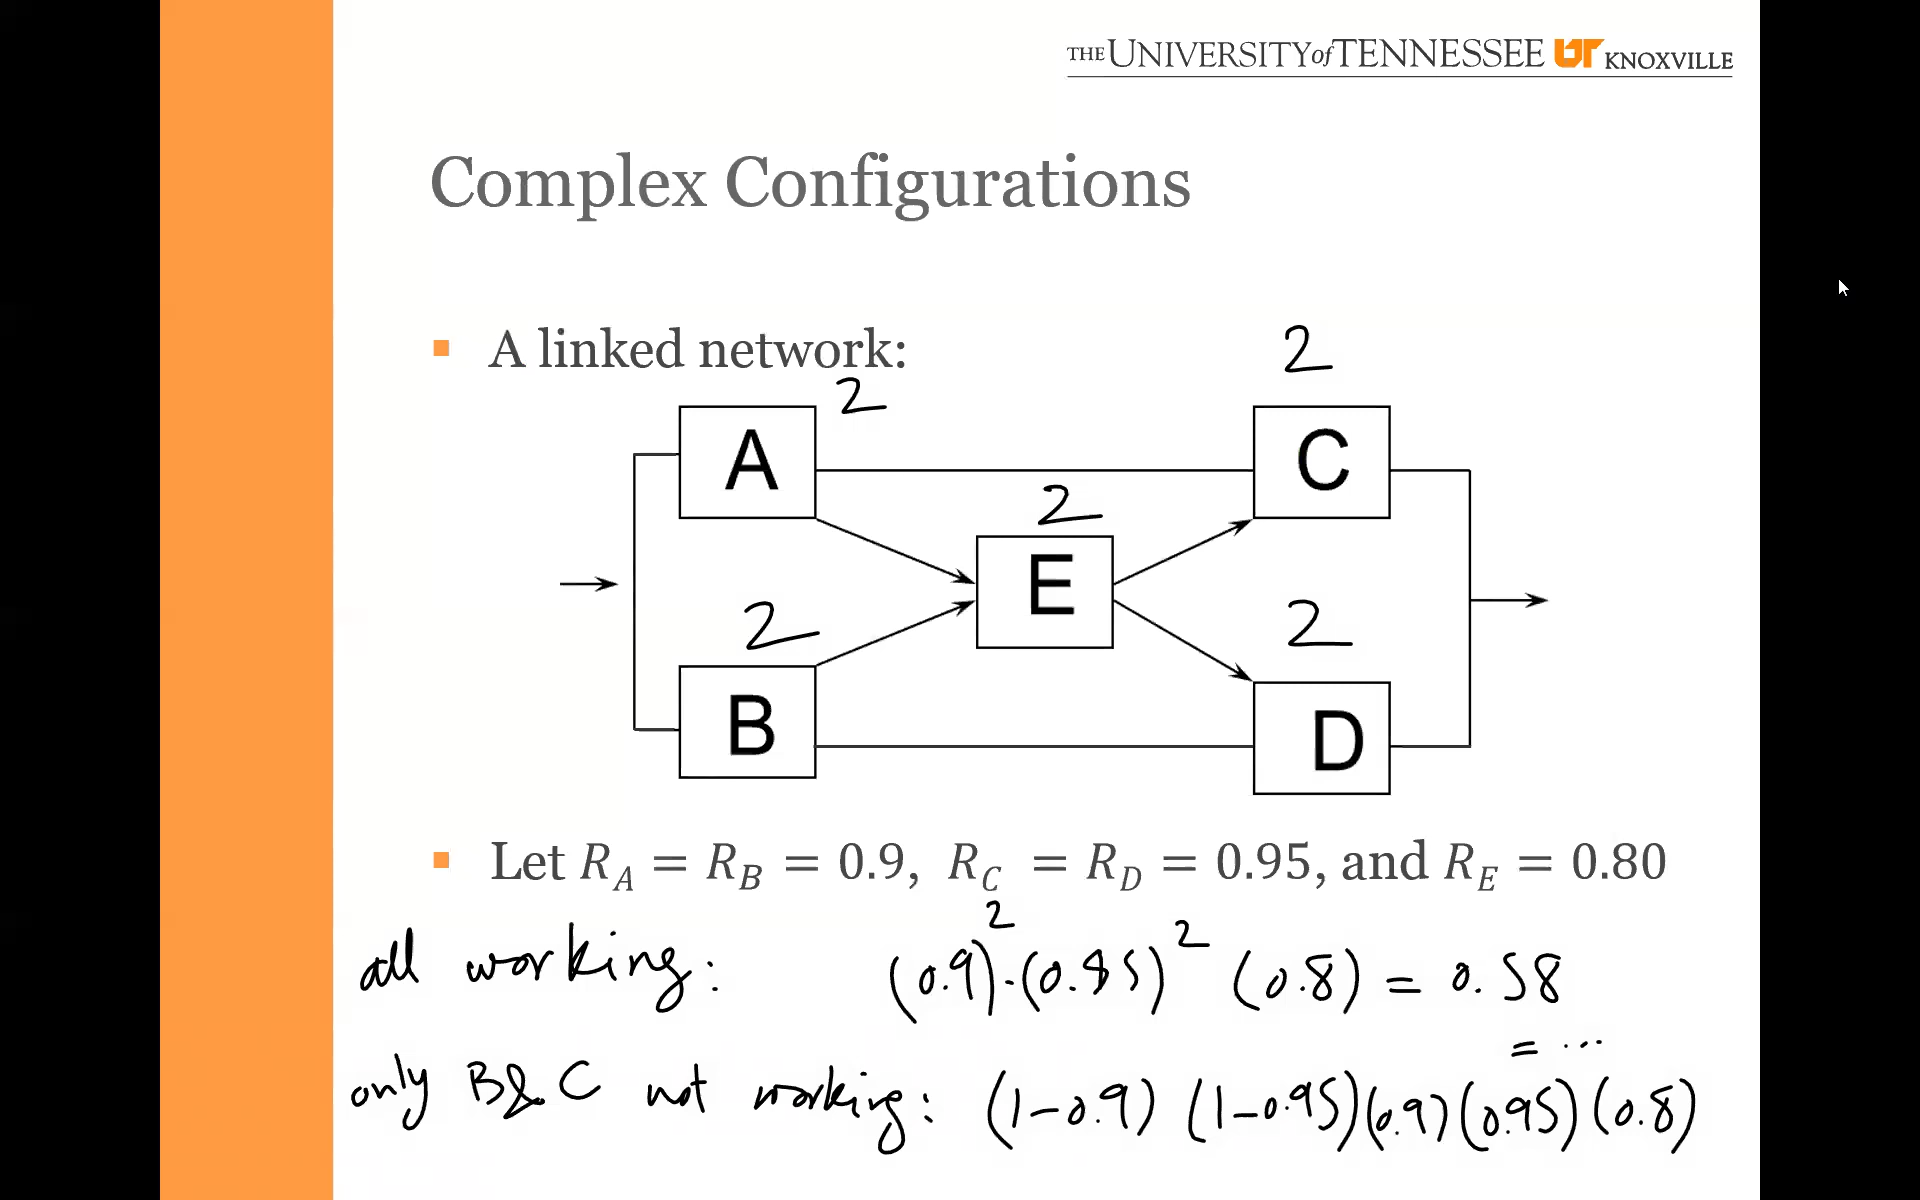 THE UNIVERSITY of TENNESSEE UT KNOXVILLE
Complex Configurations
▪ A linked network:
2
2
A
C
2
E
2
2
B
D
▪ Let R_A = R_B = 0.9, R_C = R_D = 0.95, and R_E = 0.80
all working: (0.9)²·(0.95)² (0.8) = 0.58
= ...
only B&C not working: (1-0.9) (1-0.95)(0.9)(0.95)(0.8)